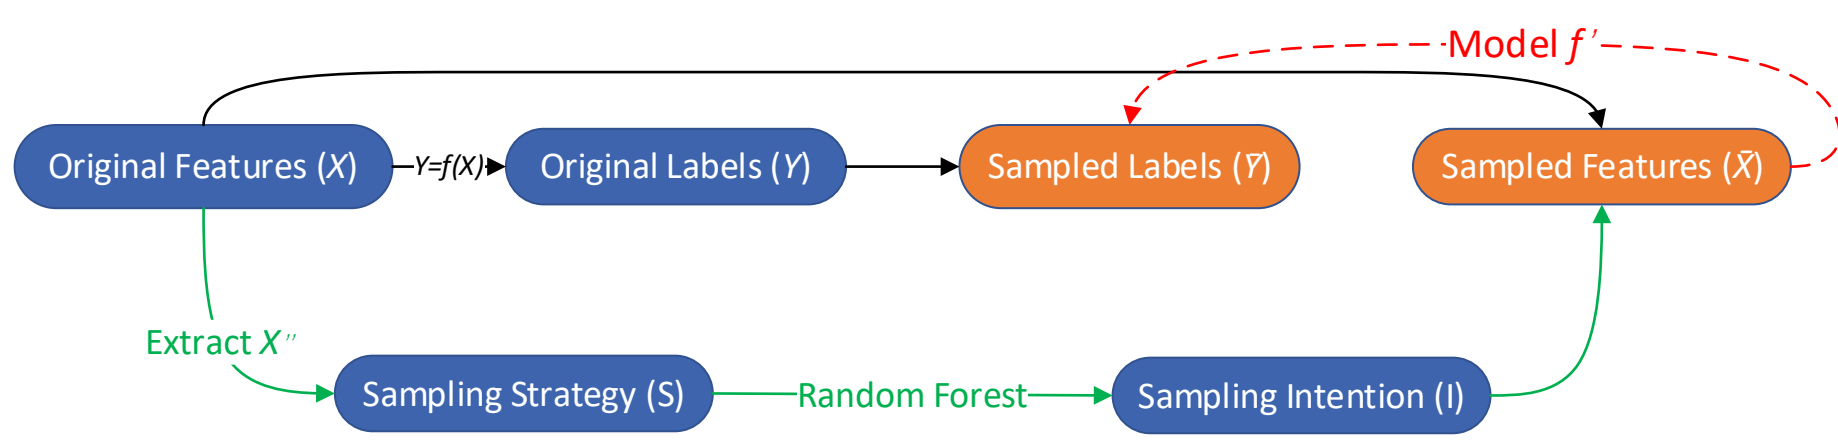 Model f ′
Original Features (X)
Y=f(X)
Original Labels (Y)
Sampled Labels (Ȳ)
Sampled Features (X̄)
Extract X ′′
Sampling Strategy (S)
Random Forest
Sampling Intention (I)